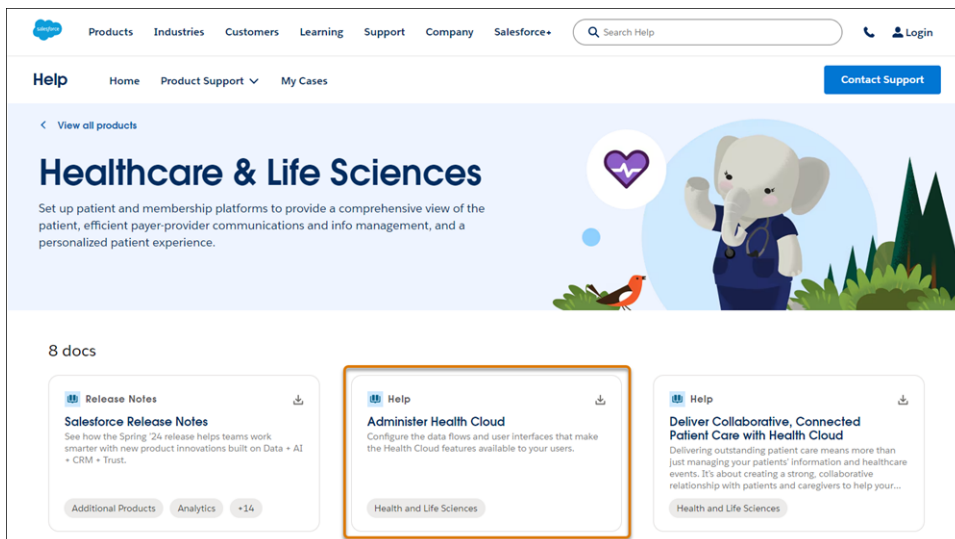 salesforce
Products Industries Customers Learning Support Company Salesforce+ Search Help Login
Help Home Product Support My Cases Contact Support
View all products
Healthcare & Life Sciences
Set up patient and membership platforms to provide a comprehensive view of the
patient, efficient payer-provider communications and info management, and a
personalized patient experience.
8 docs
Release Notes
Salesforce Release Notes
See how the Spring '24 release helps teams work
smarter with new product innovations built on Data + AI
+ CRM + Trust.
Additional Products Analytics +14
Help
Administer Health Cloud
Configure the data flows and user interfaces that make
the Health Cloud features available to your users.
Health and Life Sciences
Help
Deliver Collaborative, Connected
Patient Care with Health Cloud
Delivering outstanding patient care means more than
just managing your patients' information and healthcare
events. It's about creating a strong, collaborative
relationship with patients and caregivers to help your...
Health and Life Sciences